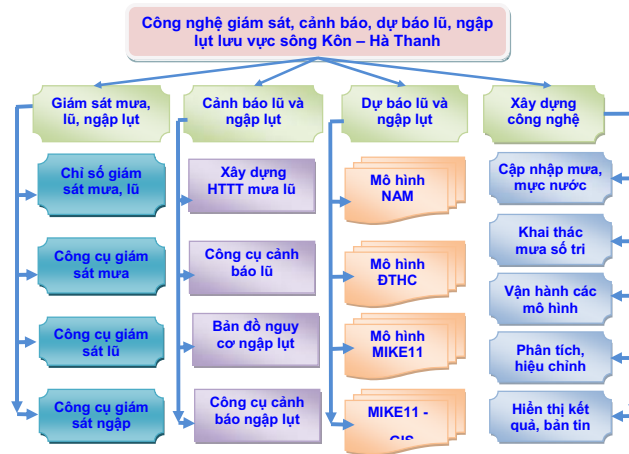 Công nghệ giám sát, cảnh báo, dự báo lũ, ngập
lụt lưu vực sông Kôn – Hà Thanh
Giám sát mưa,
lũ, ngập lụt
Chỉ số giám
sát mưa, lũ
Công cụ giám
sát mưa
Công cụ giám
sát lũ
Công cụ giám
sát ngập
Cảnh báo lũ và
ngập lụt
Xây dựng
HTTT mưa lũ
Công cụ cảnh
báo lũ
Bản đồ nguy
cơ ngập lụt
Công cụ cảnh
báo ngập lụt
Dự báo lũ và
ngập lụt
Mô hình
NAM
Mô hình
ĐTHC
Mô hình
MIKE11
MIKE11 -
Xây dựng
công nghệ
Cập nhập mưa,
mực nước
Khai thác
mưa số tri
Vận hành các
mô hình
Phân tích,
hiệu chỉnh
Hiển thị kết
quả, bản tin